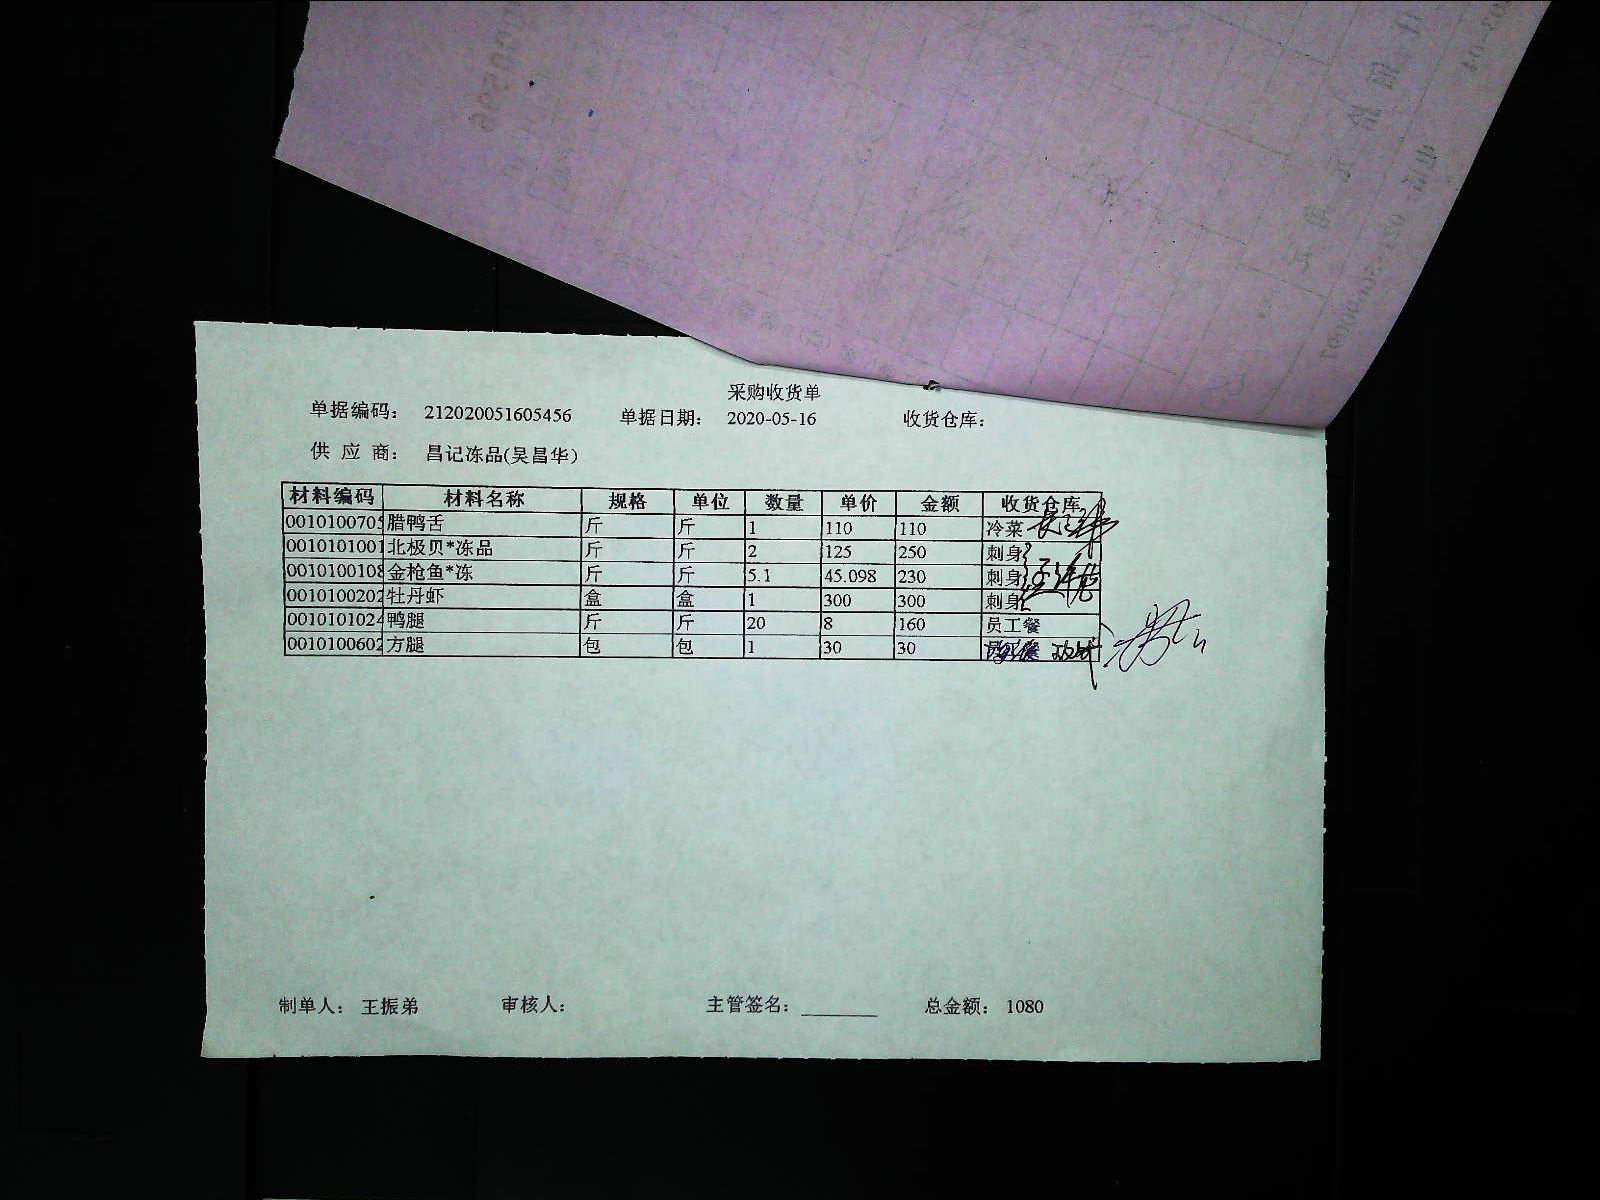 采购收货单
单据编码： 212020051605456 单据日期： 2020-05-16 收货仓库：
供 应 商： 昌记冻品(吴昌华)
材料编码 材料名称 规格 单位 数量 单价 金额 收货仓库
0010100705 腊鸭舌 斤 斤 1 110 110 冷菜
0010101001 北极贝*冻品 斤 斤 2 125 250 刺身
0010100108 金枪鱼*冻 斤 斤 5.1 45.098 230 刺身
0010100202 牡丹虾 盒 盒 1 300 300 刺身
0010101024 鸭腿 斤 斤 20 8 160 员工餐
0010100602 方腿 包 包 1 30 30
制单人： 王振弟 审核人： 主管签名： 总金额： 1080